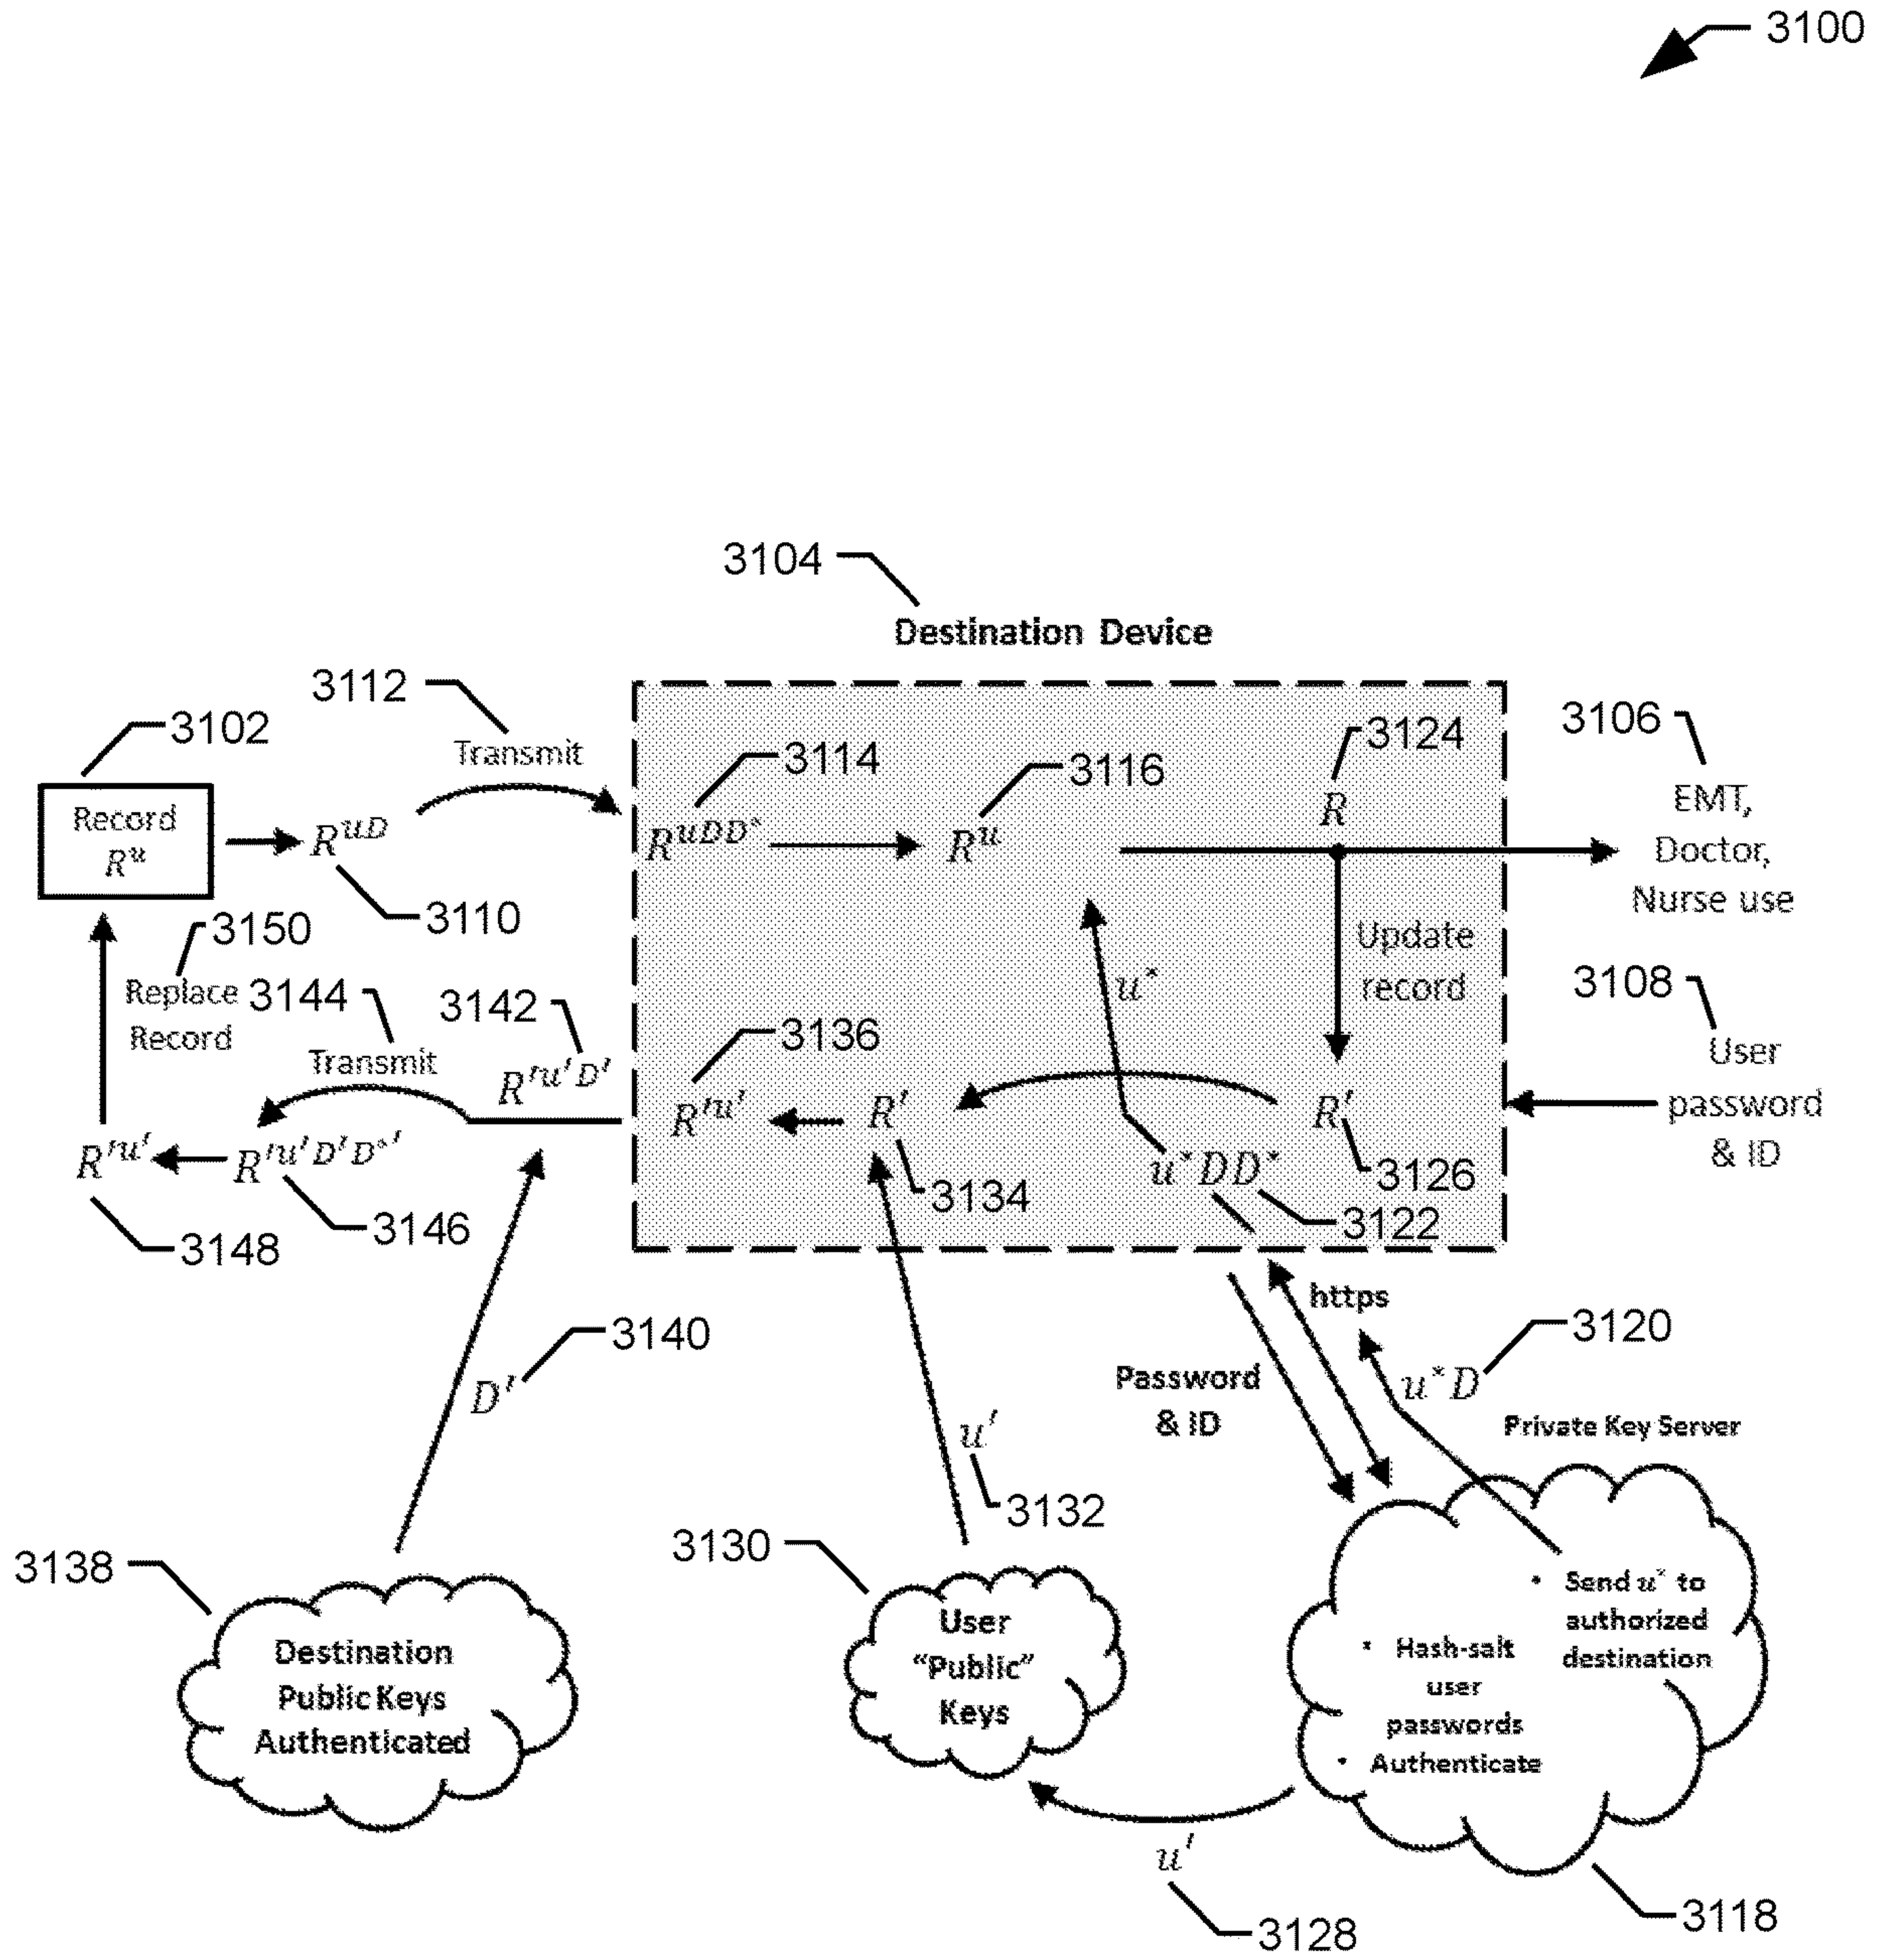 3100
3104
Destination Device
3112
Transmit
3102
Record
R^u
R^{uD}
3110
3114
R^{uDD*}
3116
R^u
3124
R
3106
EMT,
Doctor,
Nurse use
Update
record
3108
User
password
& ID
3150
Replace
Record
3144
Transmit
3142
R'^{u'D'}
3136
R'^{u'}
R'
3134
u*
u*DD*
3122
R'
3126
R'^{u'}
3148
R'^{u'D'D*'}
3146
D'
3140
https
Password
& ID
u*D
3120
Private Key Server
u'
3132
3130
User
“Public”
Keys
3138
Destination
Public Keys
Authenticated
• Send u* to
authorized
destination
• Hash-salt
user
passwords
• Authenticate
u'
3128
3118